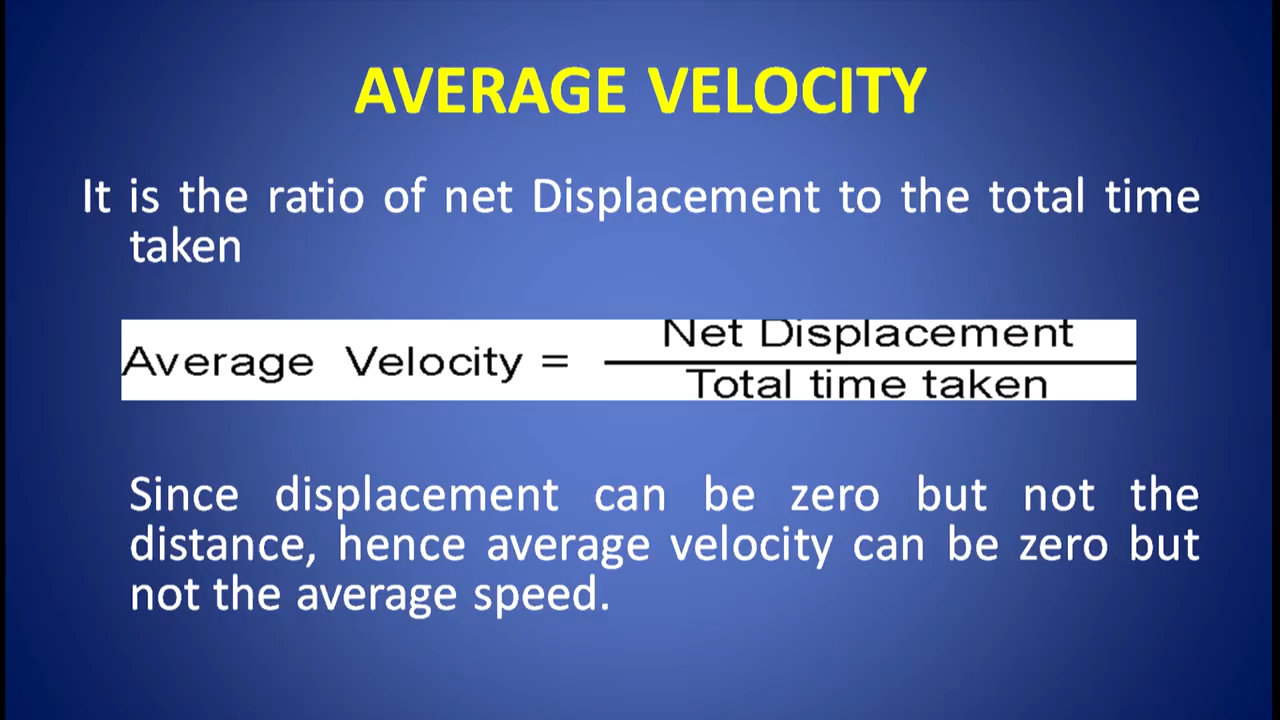 AVERAGE VELOCITY
It is the ratio of net Displacement to the total time
taken
Average Velocity =
Net Displacement
Total time taken
Since displacement can be zero but not the
distance, hence average velocity can be zero but
not the average speed.